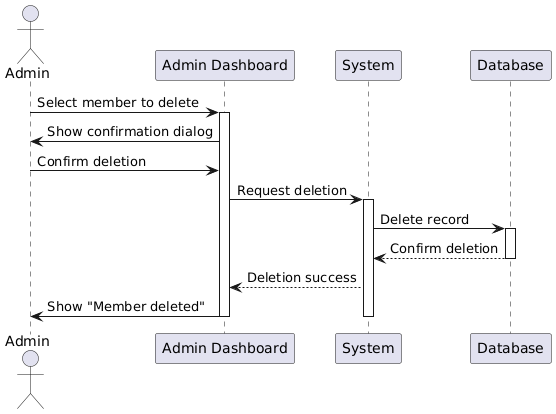 Admin
Admin Dashboard
System
Database
Select member to delete
Show confirmation dialog
Confirm deletion
Request deletion
Delete record
Confirm deletion
Deletion success
Show "Member deleted"
Admin
Admin Dashboard
System
Database